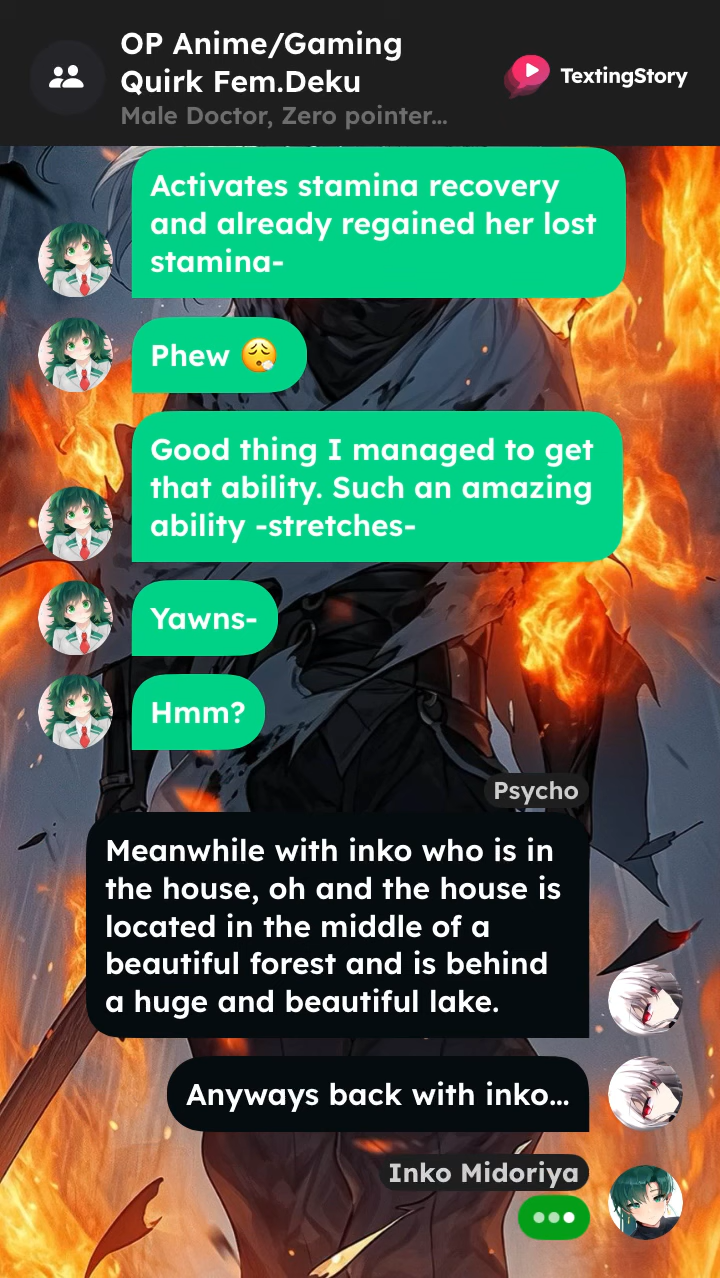 OP Anime/Gaming
Quirk Fem.Deku
Male Doctor, Zero pointer...
TextingStory
Activates stamina recovery
and already regained her lost
stamina-
Phew 😮‍💨
Good thing I managed to get
that ability. Such an amazing
ability -stretches-
Yawns-
Hmm?
Psycho
Meanwhile with inko who is in
the house, oh and the house is
located in the middle of a
beautiful forest and is behind
a huge and beautiful lake.
Anyways back with inko...
Inko Midoriya